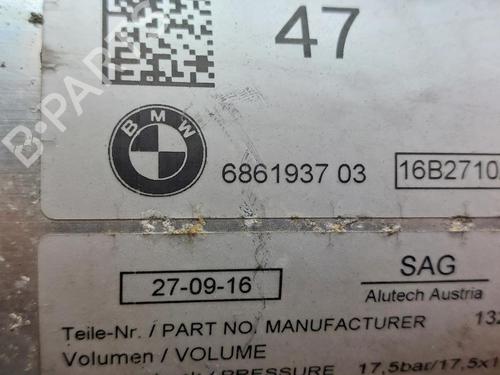 47
B-PARTS
BMW
6861937 03
16B2710
27-09-16
SAG
Alutech Austria
Teile-Nr. / PART NO. MANUFACTURER 132
Volumen / VOLUME
/ PRESSURE 17,5bar/17,5x1